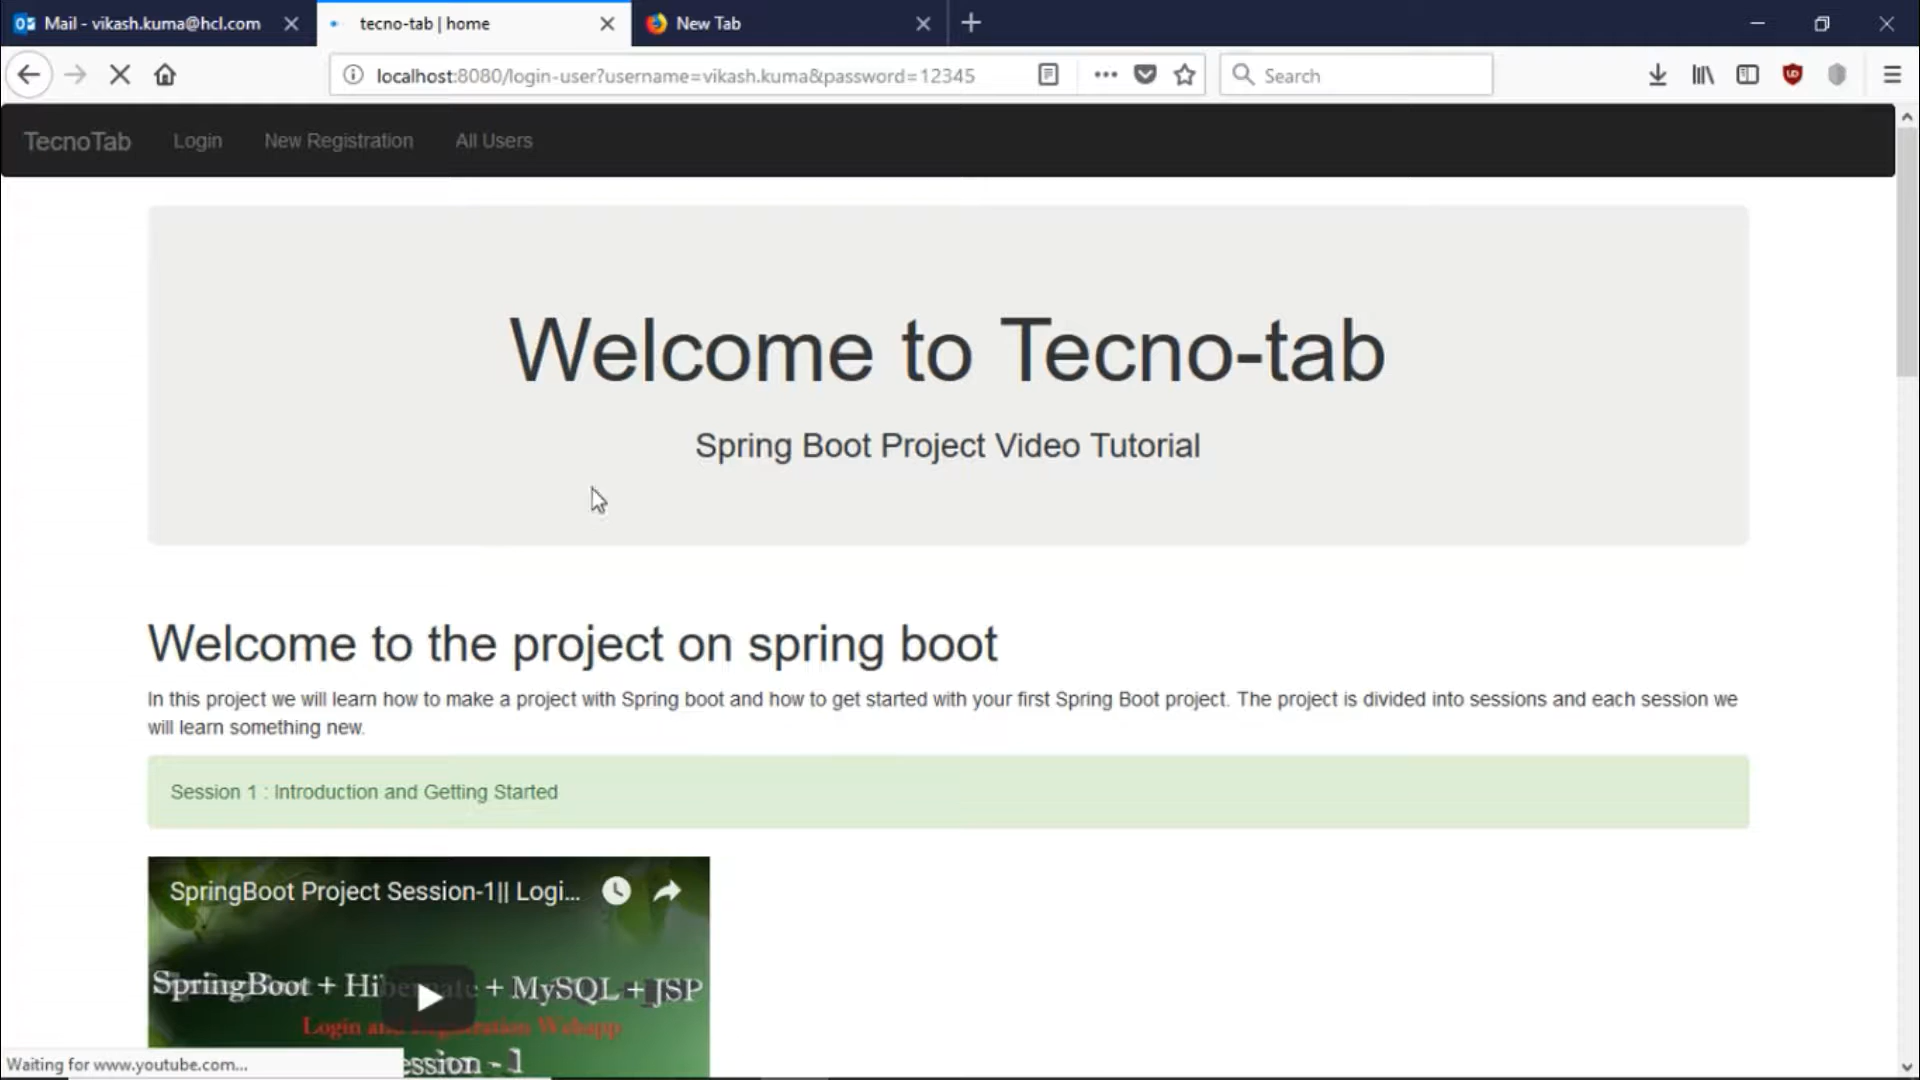 Mail - vikash.kuma@hcl.com
tecno-tab | home
New Tab
localhost:8080/login-user?username=vikash.kuma&password=12345
Search
TecnoTab
Login
New Registration
All Users
Welcome to Tecno-tab
Spring Boot Project Video Tutorial
Welcome to the project on spring boot
In this project we will learn how to make a project with Spring boot and how to get started with your first Spring Boot project. The project is divided into sessions and each session we
will learn something new.
Session 1 : Introduction and Getting Started
SpringBoot Project Session-1|| Logi...
SpringBoot + Hibernate + MySQL + JSP
Login and Registration Webapp
ession - 1
Waiting for www.youtube.com...